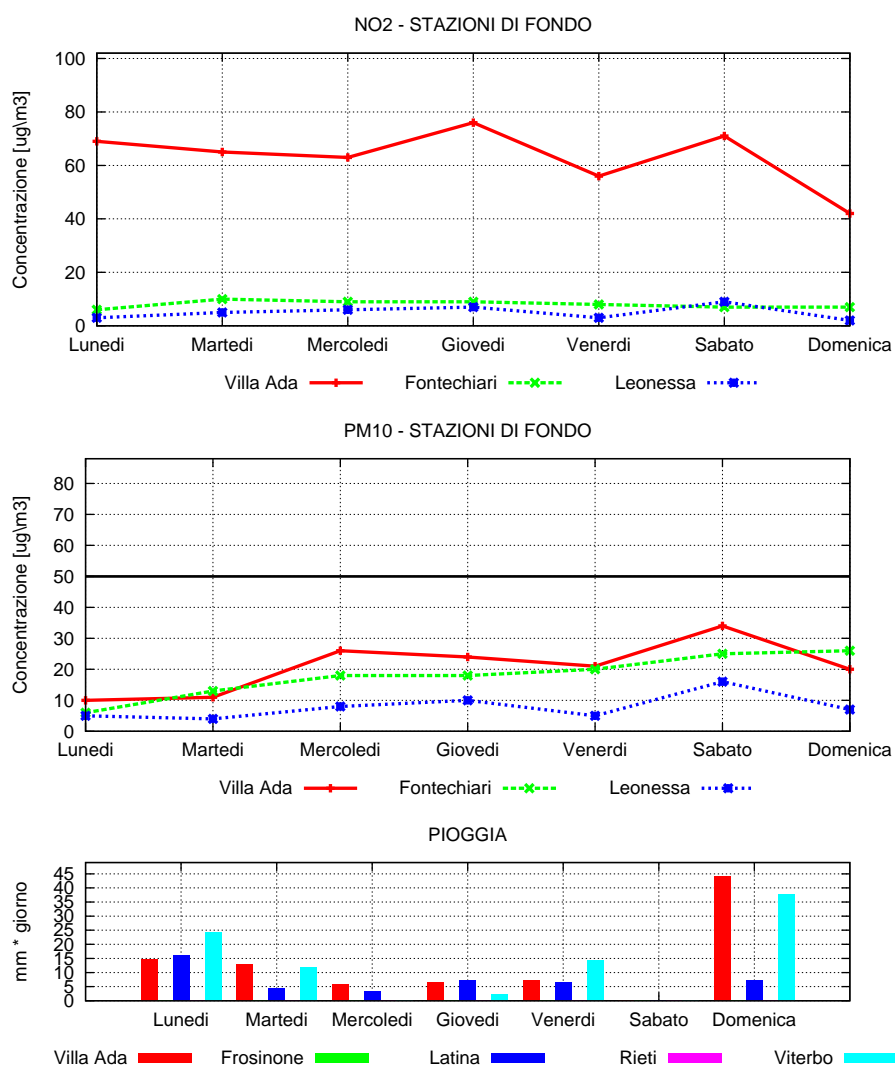 NO2 - STAZIONI DI FONDO
Concentrazione [ug\m3]
100
80
60
40
20
0
Lunedi Martedi Mercoledi Giovedi Venerdi Sabato Domenica
Villa Ada Fontechiari Leonessa
PM10 - STAZIONI DI FONDO
Concentrazione [ug\m3]
80
70
60
50
40
30
20
10
0
Lunedi Martedi Mercoledi Giovedi Venerdi Sabato Domenica
Villa Ada Fontechiari Leonessa
PIOGGIA
mm * giorno
45
40
35
30
25
20
15
10
5
0
Lunedi Martedi Mercoledi Giovedi Venerdi Sabato Domenica
Villa Ada Frosinone Latina Rieti Viterbo